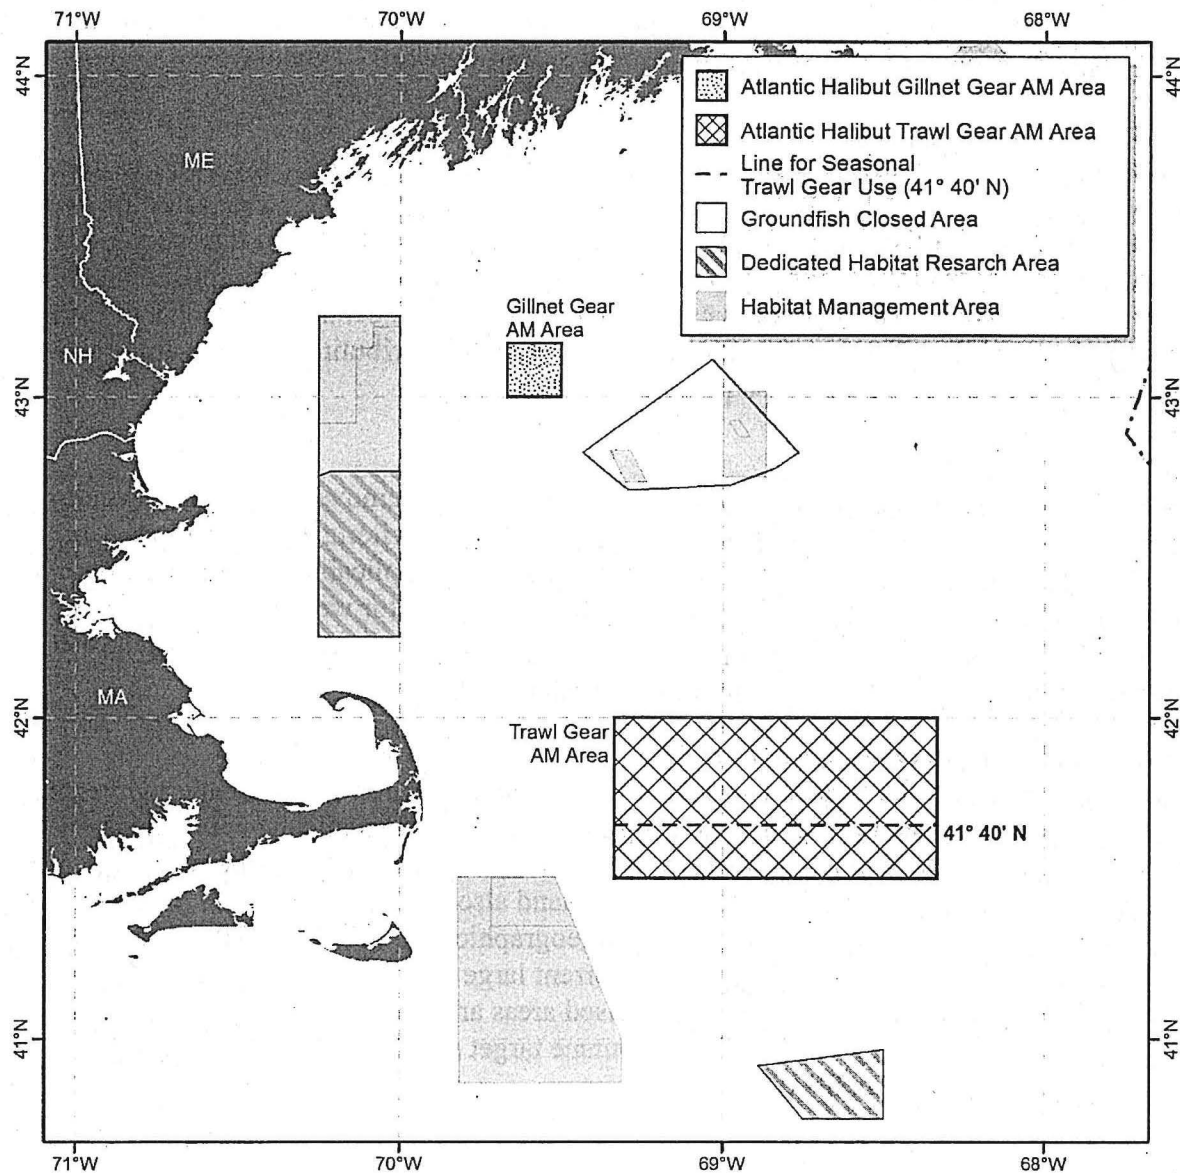 71°W 70°W 69°W 68°W
44°N
44°N
Atlantic Halibut Gillnet Gear AM Area
Atlantic Halibut Trawl Gear AM Area
Line for Seasonal
Trawl Gear Use (41° 40' N)
Groundfish Closed Area
Dedicated Habitat Resarch Area
Habitat Management Area
ME
Gillnet Gear
AM Area
NH
43°N
43°N
MA
42°N
42°N
Trawl Gear
AM Area
41° 40' N
41°N
41°N
71°W 70°W 69°W 68°W